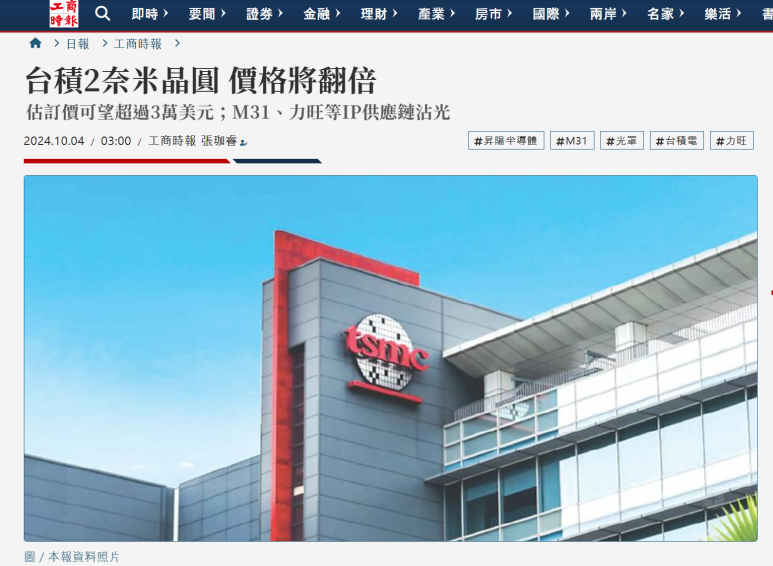 工商時報 即時 要聞 證券 金融 理財 產業 房市 國際 兩岸 名家 樂活 書
日報 工商時報
台積2奈米晶圓 價格將翻倍
估訂價可望超過3萬美元；M31、力旺等IP供應鏈沾光
2024.10.04 / 03:00 / 工商時報 張珈睿 #昇陽半導體 #M31 #光罩 #台積電 #力旺
tsmc
圖 / 本報資料照片